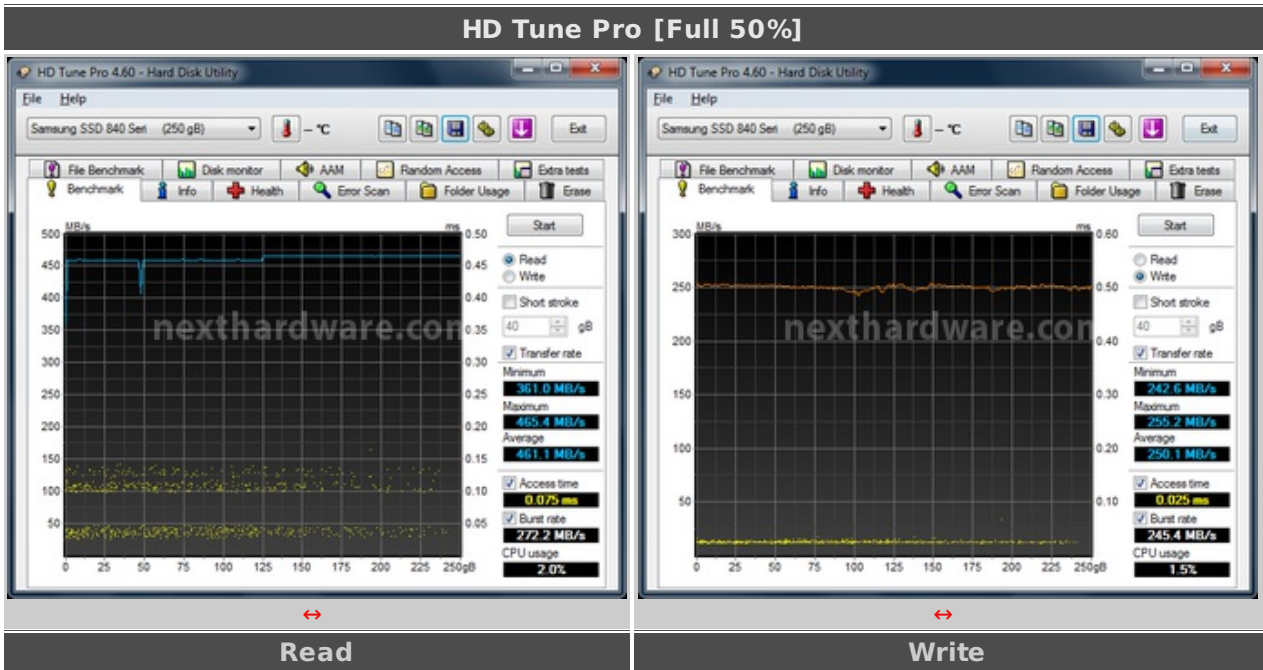 HD Tune Pro [Full 50%]
HD Tune Pro 4.60 - Hard Disk Utility
File Help
Samsung SSD 840 Seri (250 gB) – °C Exit
File Benchmark Disk monitor AAM Random Access Extra tests
Benchmark Info Health Error Scan Folder Usage Erase
MB/s ms
Start
500 0.50
Read
450 0.45
Write
400 0.40
Short stroke
350 0.35
40 gB
nexthardware.com
Transfer rate
300 0.30
Minimum
361.0 MB/s
250 0.25
Maximum
465.4 MB/s
200 0.20
Average
461.1 MB/s
150 0.15
Access time
100 0.10
0.075 ms
Burst rate
50 0.05
272.2 MB/s
CPU usage
2.0%
0 25 50 75 100 125 150 175 200 225 250gB
Read
HD Tune Pro 4.60 - Hard Disk Utility
File Help
Samsung SSD 840 Seri (250 gB) – °C Exit
File Benchmark Disk monitor AAM Random Access Extra tests
Benchmark Info Health Error Scan Folder Usage Erase
MB/s ms
Start
300 0.60
Read
Write
250 0.50
Short stroke
40 gB
nexthardware.com
200 0.40
Transfer rate
Minimum
242.6 MB/s
150 0.30
Maximum
255.2 MB/s
Average
100 0.20
250.1 MB/s
Access time
50 0.10
0.025 ms
Burst rate
245.4 MB/s
CPU usage
1.5%
0 25 50 75 100 125 150 175 200 225 250gB
Write